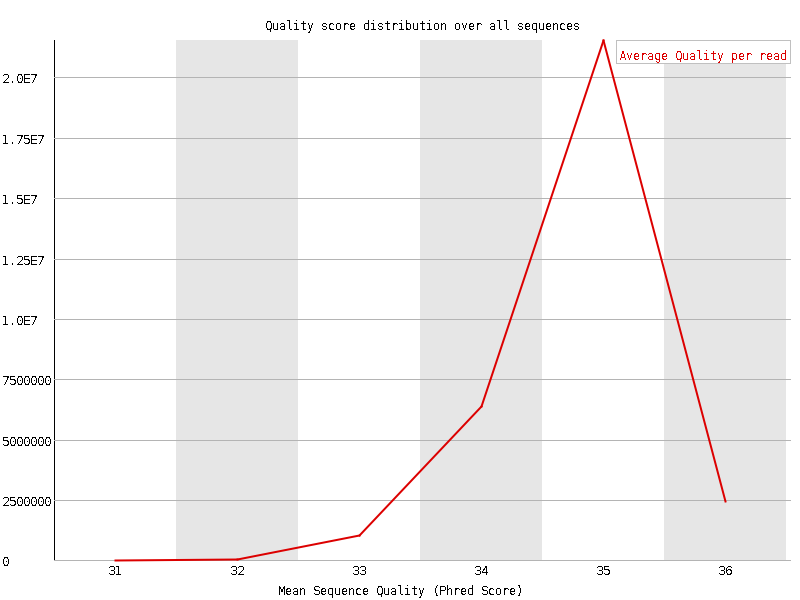 Quality score distribution over all sequences
Average Quality per read
2.0E7
1.75E7
1.5E7
1.25E7
1.0E7
7500000
5000000
2500000
0
31 32 33 34 35 36
Mean Sequence Quality (Phred Score)